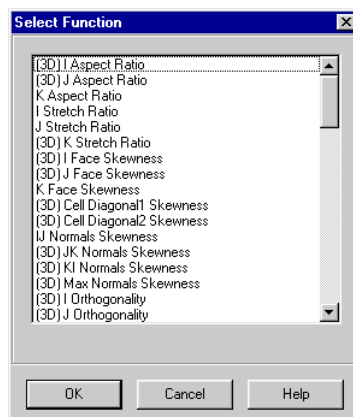 Select Function
(3D) I Aspect Ratio
(3D) J Aspect Ratio
K Aspect Ratio
I Stretch Ratio
J Stretch Ratio
(3D) K Stretch Ratio
(3D) I Face Skewness
(3D) J Face Skewness
K Face Skewness
(3D) Cell Diagonal1 Skewness
(3D) Cell Diagonal2 Skewness
IJ Normals Skewness
(3D) JK Normals Skewness
(3D) KI Normals Skewness
(3D) Max Normals Skewness
(3D) I Orthogonality
(3D) J Orthogonality
OK
Cancel
Help